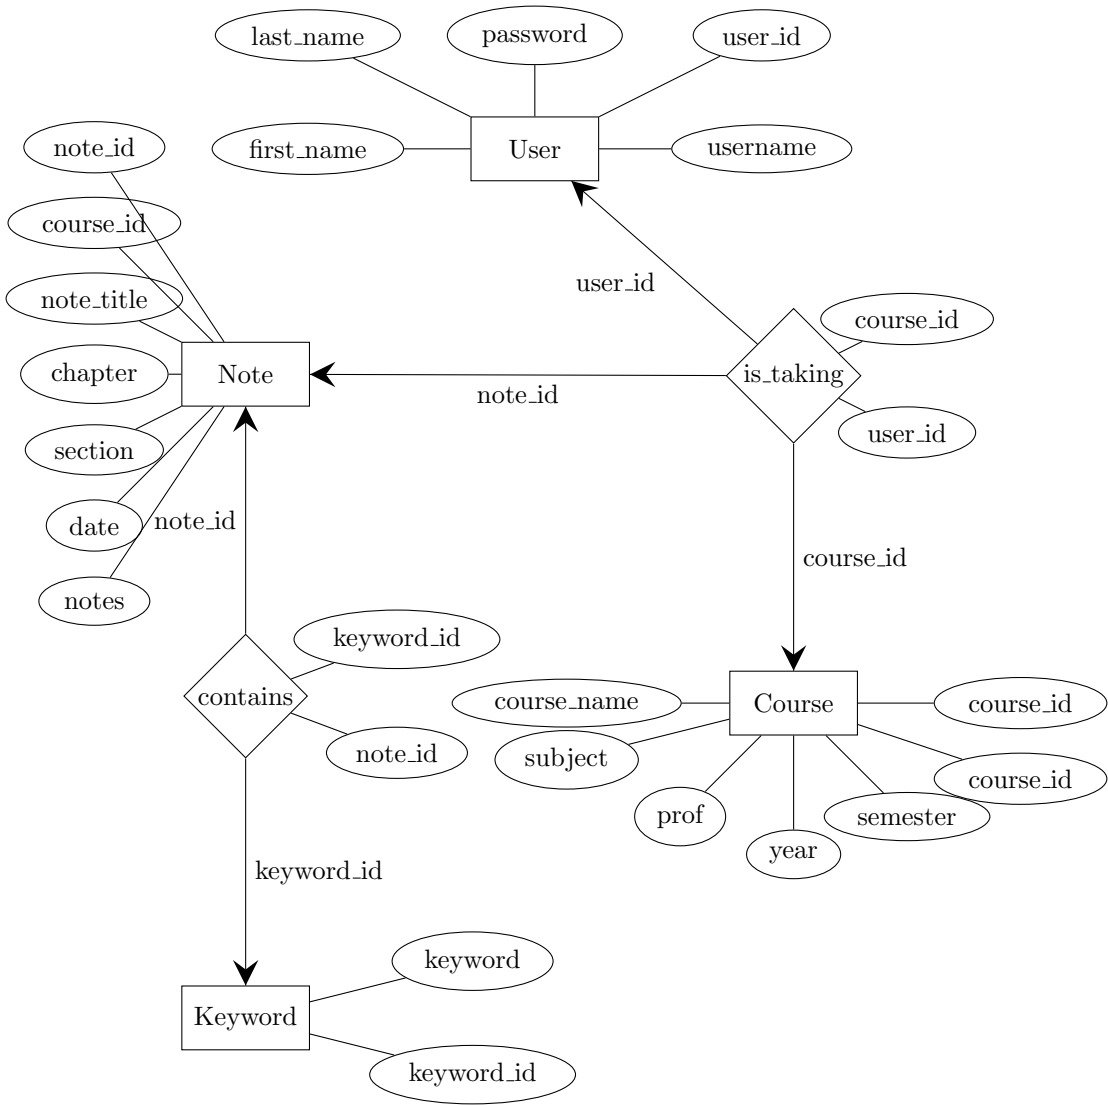 last_name
password
user_id
first_name
User
username
note_id
course_id
note_title
chapter
Note
section
date
notes
user_id
note_id
is_taking
course_id
user_id
note_id
course_id
contains
keyword_id
note_id
course_name
subject
prof
year
semester
Course
course_id
course_id
keyword_id
keyword
Keyword
keyword_id